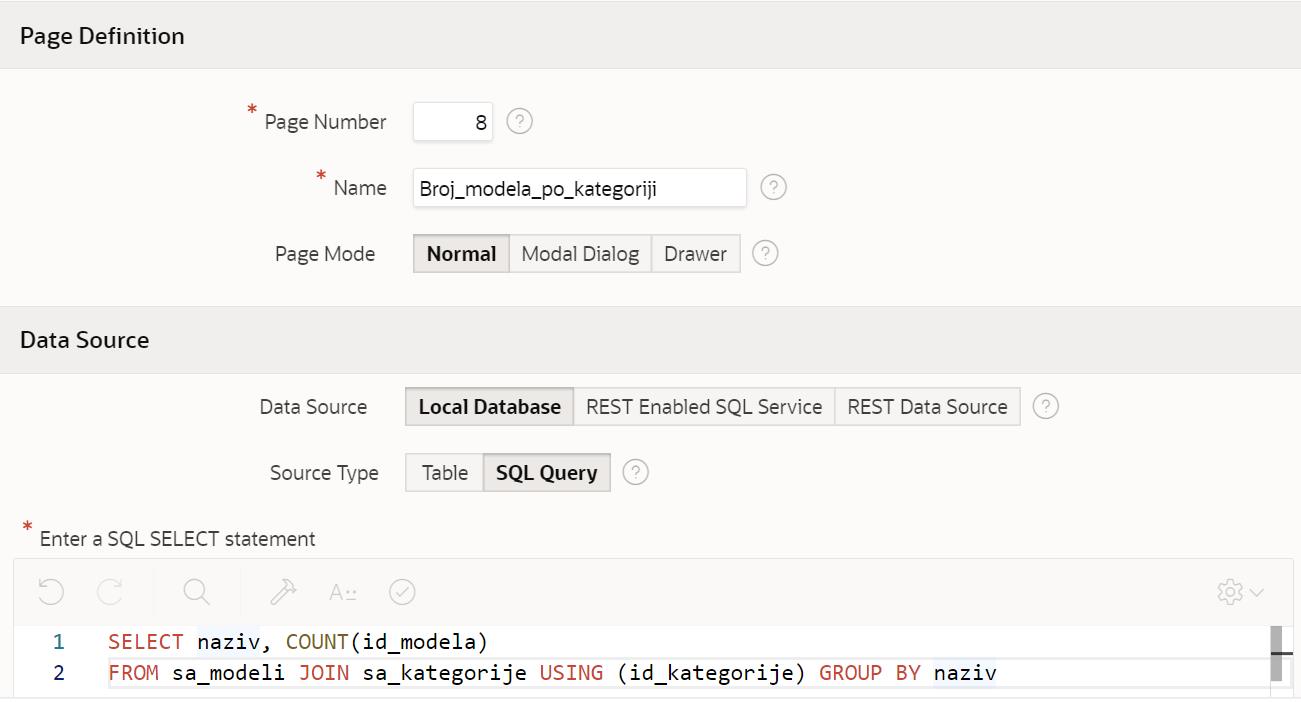 Page Definition
* Page Number 8 ?
* Name Broj_modela_po_kategoriji ?
Page Mode Normal Modal Dialog Drawer ?
Data Source
Data Source Local Database REST Enabled SQL Service REST Data Source ?
Source Type Table SQL Query ?
* Enter a SQL SELECT statement
A::
1 SELECT naziv, COUNT(id_modela)
2 FROM sa_modeli JOIN sa_kategorije USING (id_kategorije) GROUP BY naziv